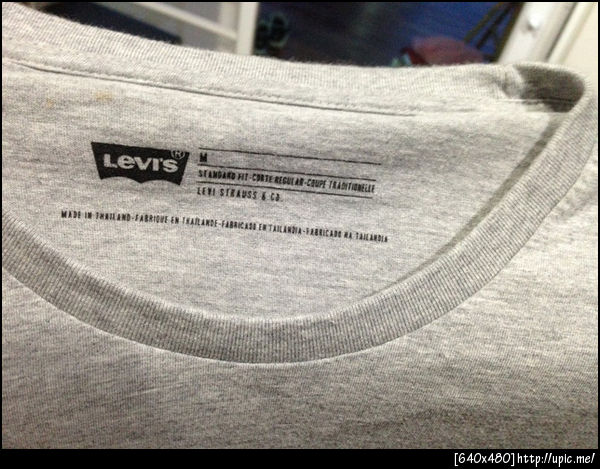 LEVI'S®
M
STANDARD FIT-CORTE REGULAR-COUPE TRADITIONELLE
LEVI STRAUSS & CO.
MADE IN THAILAND-FABRIQUE EN THAÏLANDE-FABRICADO EN TAILANDIA-FABRICADO NA TAILANDIA
[640x480]http://upic.me/